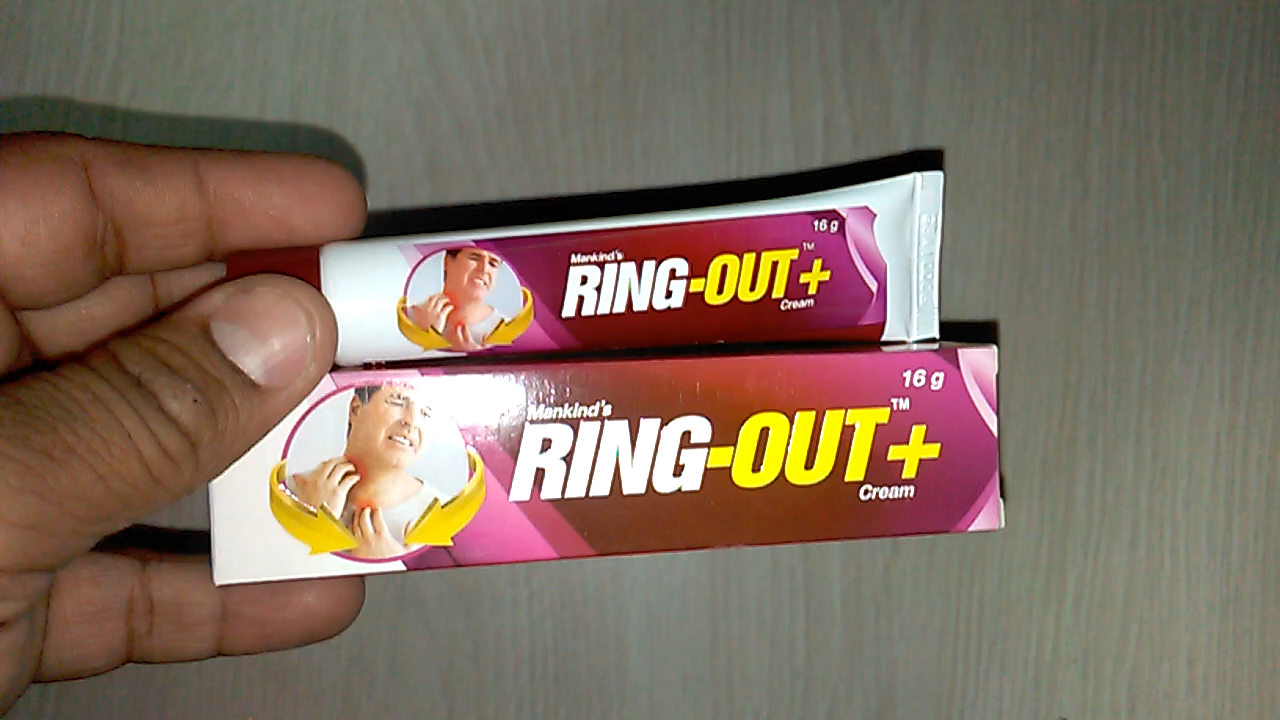 16 g
Mankind's
RING-OUT+™
Cream
16 g
Mankind's
RING-OUT+™
Cream